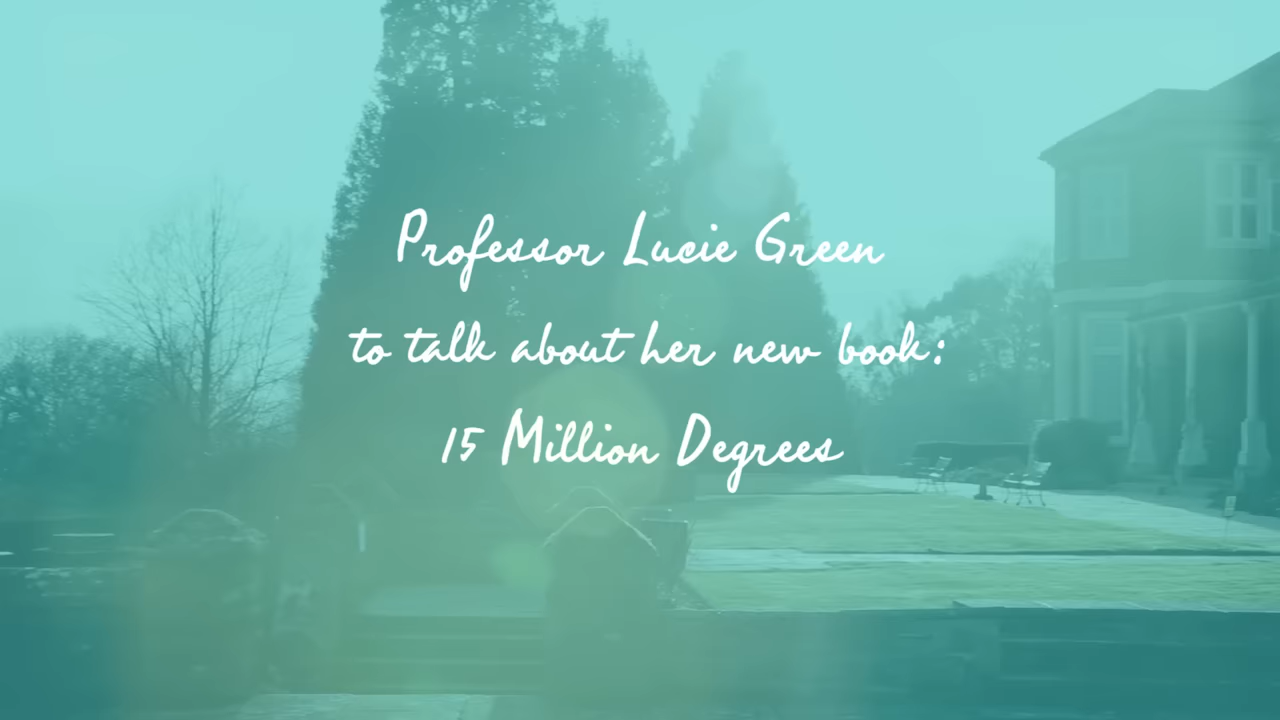 Professor Lucie Green
to talk about her new book:
15 Million Degrees